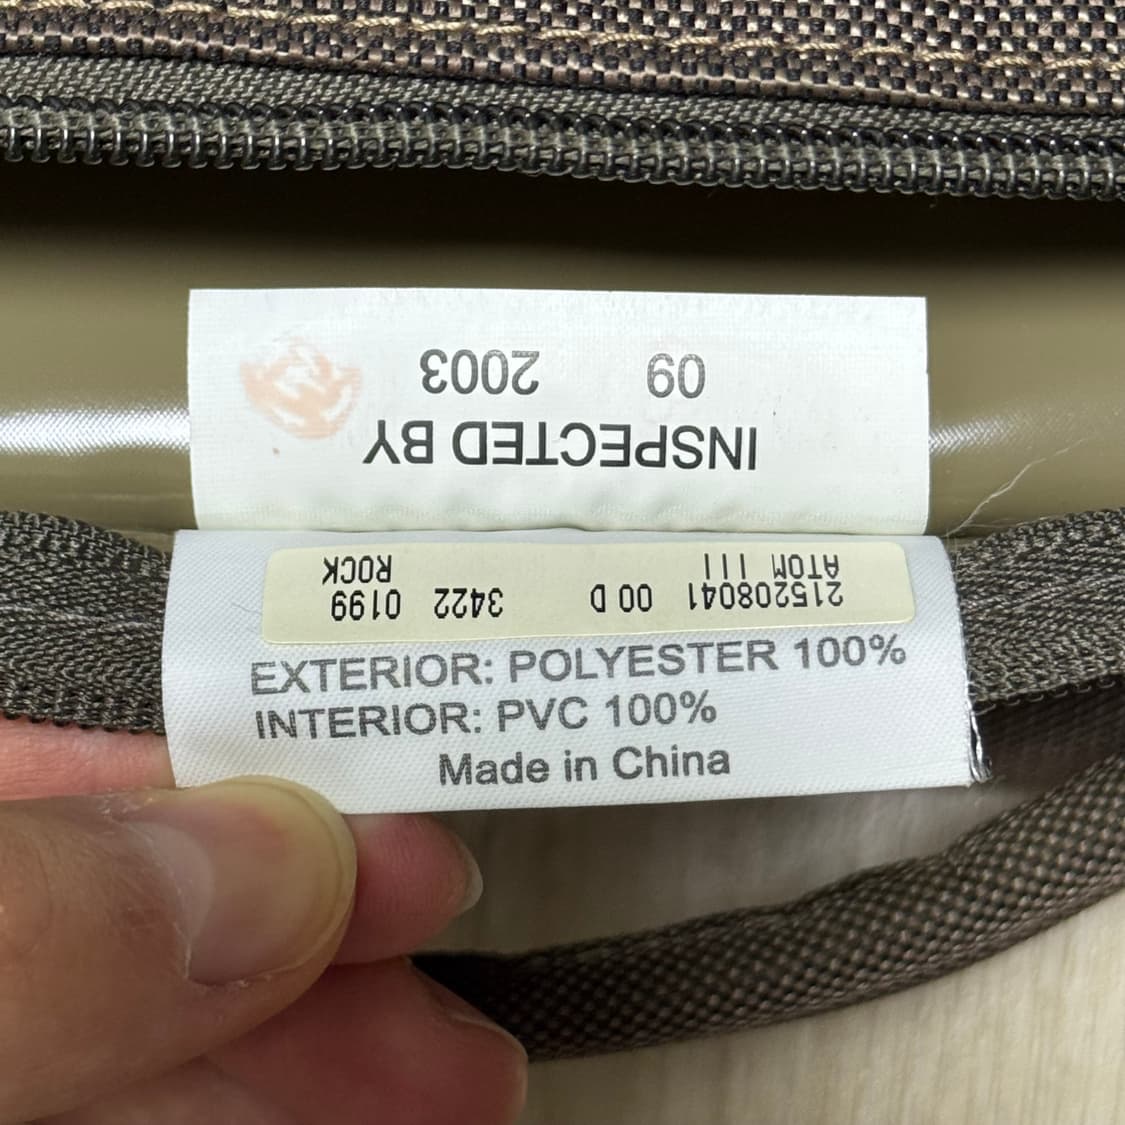 INSPECTED BY
09 2003
215208041 00 D 3422 0199
ATOM III ROCK
EXTERIOR: POLYESTER 100%
INTERIOR: PVC 100%
Made in China